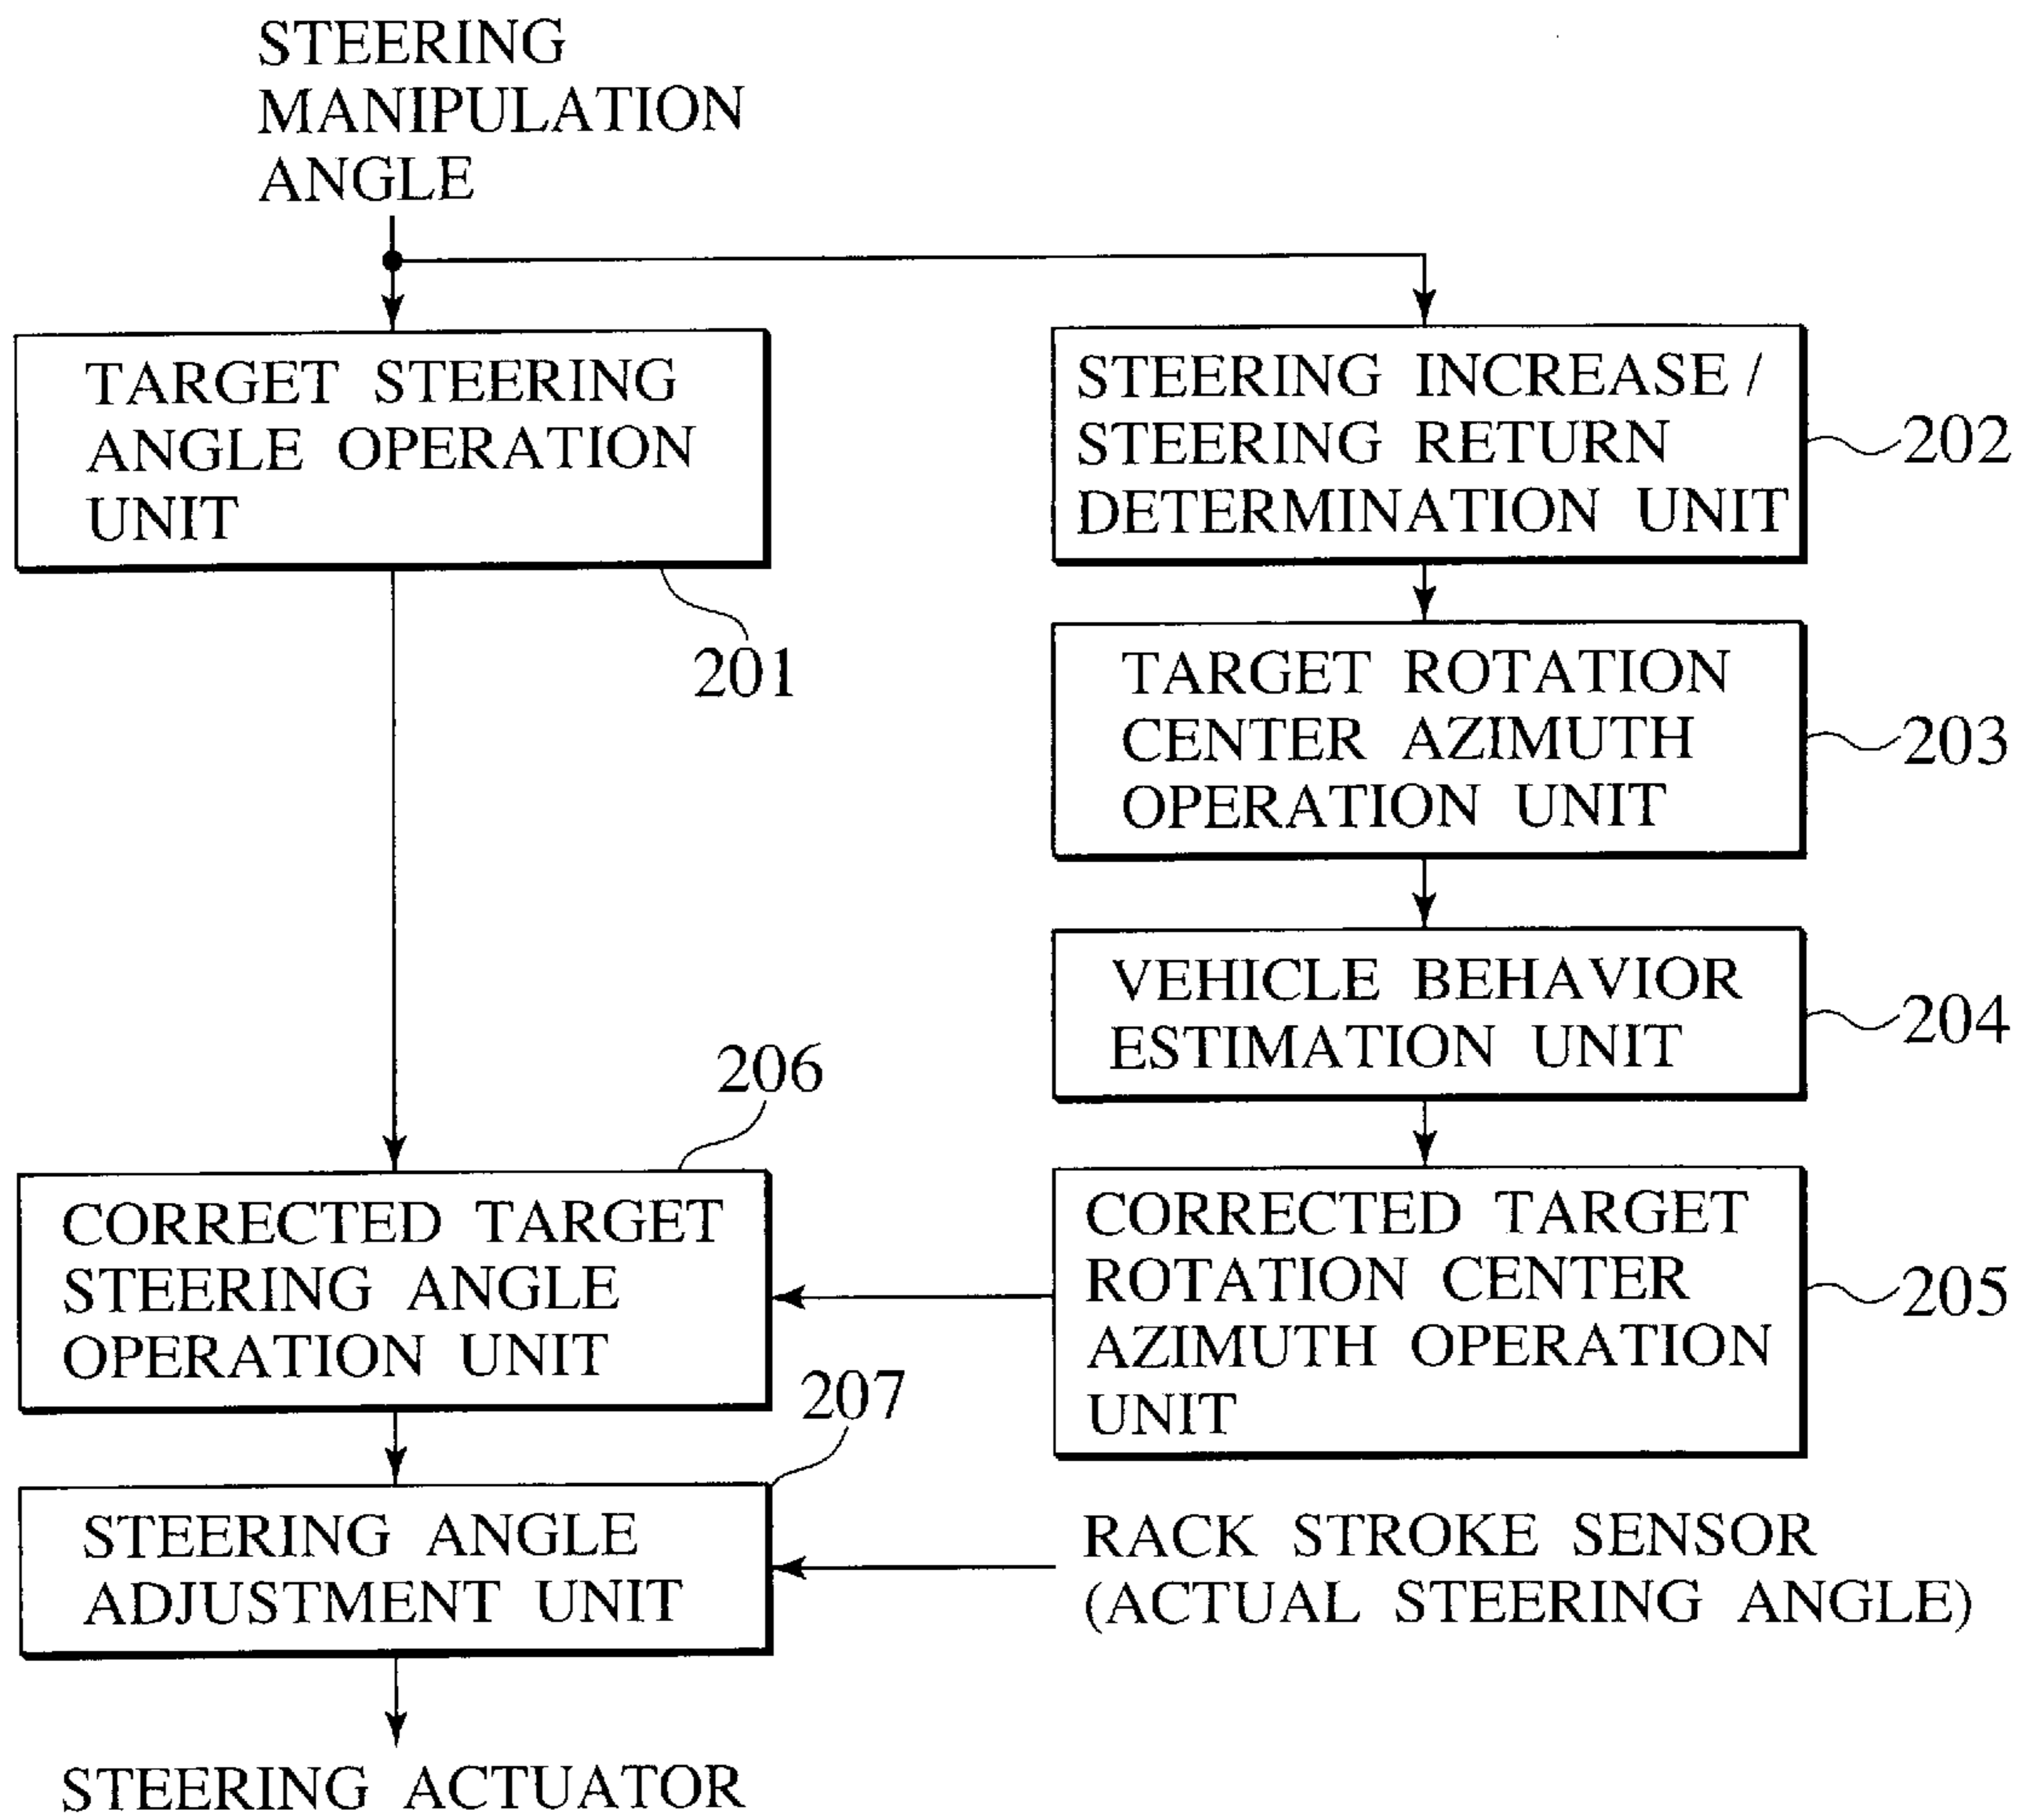 STEERING
MANIPULATION
ANGLE
TARGET STEERING
ANGLE OPERATION
UNIT
201
STEERING INCREASE /
STEERING RETURN
DETERMINATION UNIT
202
TARGET ROTATION
CENTER AZIMUTH
OPERATION UNIT
203
VEHICLE BEHAVIOR
ESTIMATION UNIT
204
206
CORRECTED TARGET
STEERING ANGLE
OPERATION UNIT
CORRECTED TARGET
ROTATION CENTER
AZIMUTH OPERATION
UNIT
205
207
STEERING ANGLE
ADJUSTMENT UNIT
RACK STROKE SENSOR
(ACTUAL STEERING ANGLE)
STEERING ACTUATOR